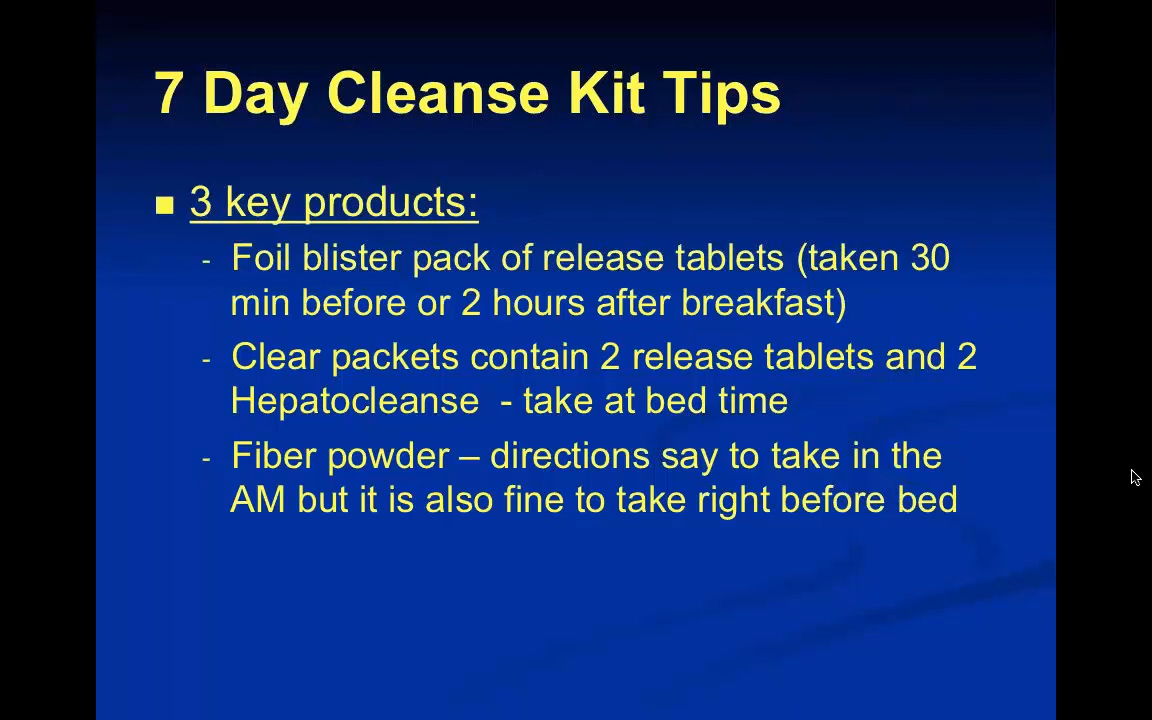 7 Day Cleanse Kit Tips
3 key products:
- Foil blister pack of release tablets (taken 30
min before or 2 hours after breakfast)
- Clear packets contain 2 release tablets and 2
Hepatocleanse  - take at bed time
- Fiber powder – directions say to take in the
AM but it is also fine to take right before bed